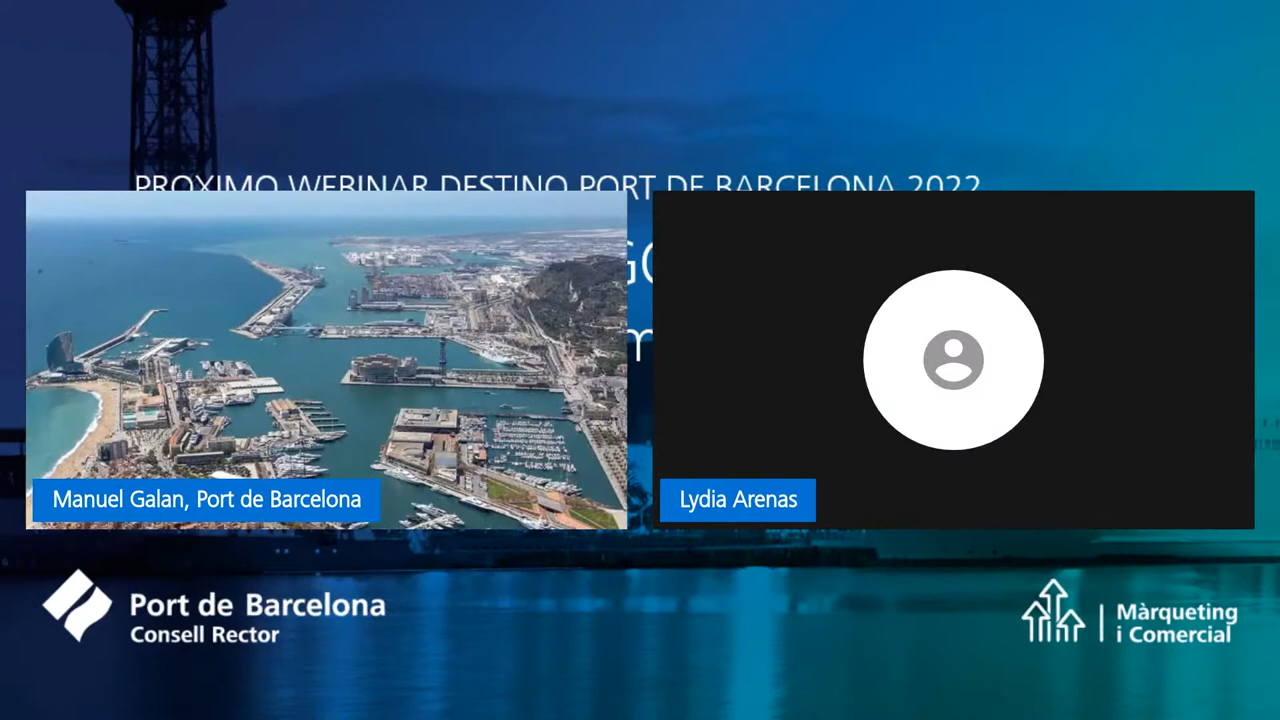 PROXIMO WEBINAR DESTINO PORT DE BARCELONA 2022
Manuel Galan, Port de Barcelona
Lydia Arenas
Port de Barcelona
Consell Rector
Màrqueting
i Comercial